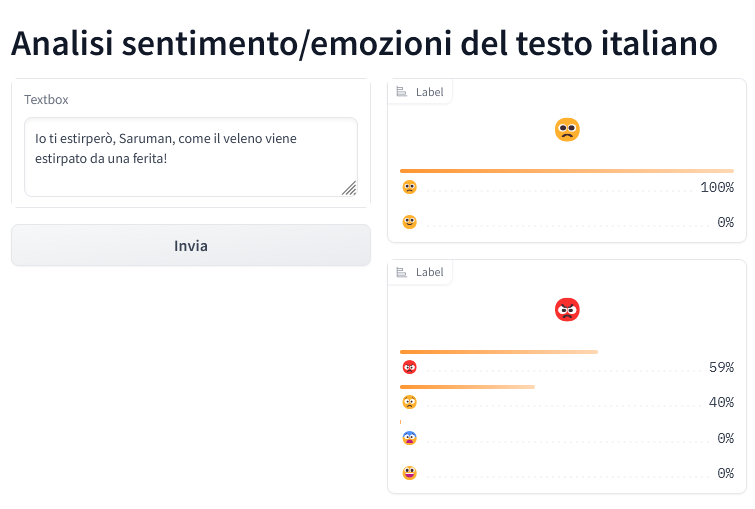 Analisi sentimento/emozioni del testo italiano
Textbox
Io ti estirperò, Saruman, come il veleno viene
estirpato da una ferita!
Invia
Label
100%
0%
Label
59%
40%
0%
0%